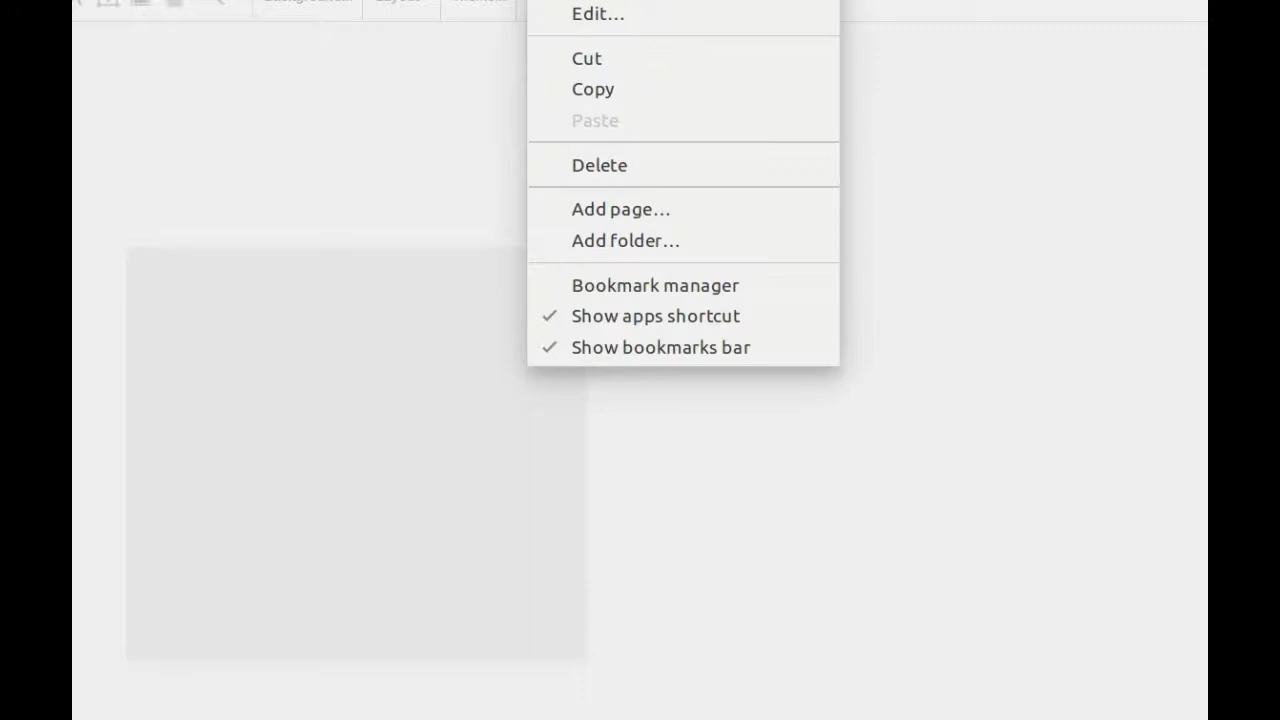 Edit...
Cut
Copy
Paste
Delete
Add page...
Add folder...
Bookmark manager
Show apps shortcut
Show bookmarks bar